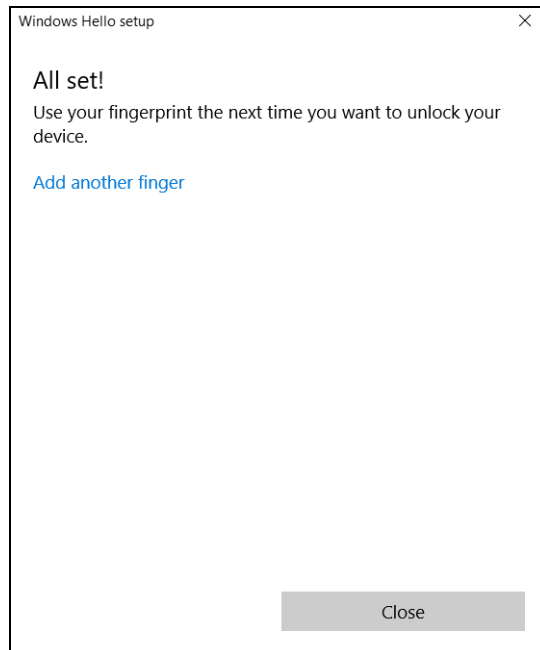 Windows Hello setup
All set!
Use your fingerprint the next time you want to unlock your
device.
Add another finger
Close